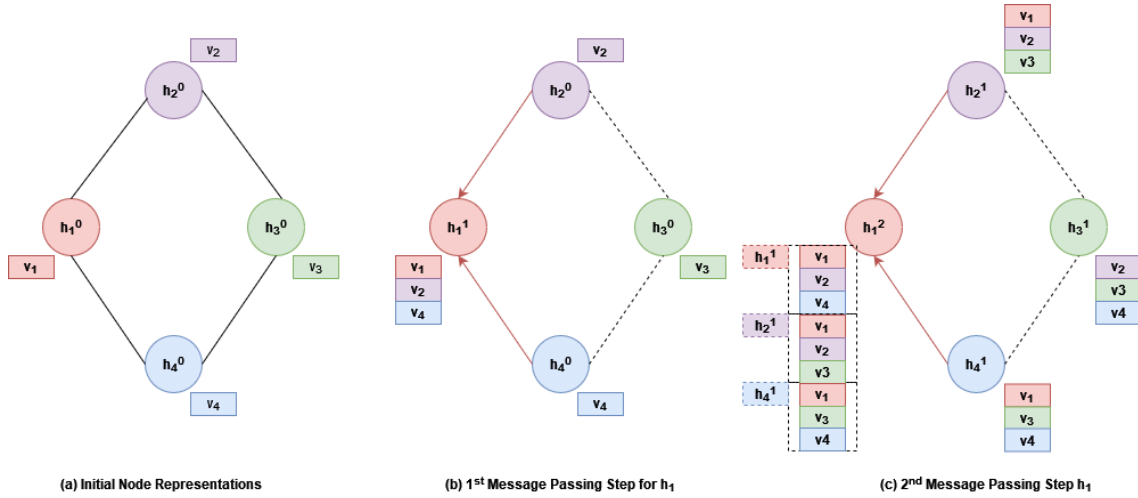 v₂
h₂⁰
h₁⁰
h₃⁰
v₁
v₃
h₄⁰
v₄
(a) Initial Node Representations
v₂
h₂⁰
h₁¹
h₃⁰
v₁
v₂
v₄
v₃
h₄⁰
v₄
(b) 1ˢᵗ Message Passing Step for h₁
v₁
v₂
v3
h₂¹
h₁²
h₃¹
h₁¹
v₁
v₂
v₄
h₂¹
v₁
v₂
v3
h₄¹
v₁
v₃
v4
v₂
v3
v4
h₄¹
v₁
v₃
v4
(c) 2ⁿᵈ Message Passing Step h₁